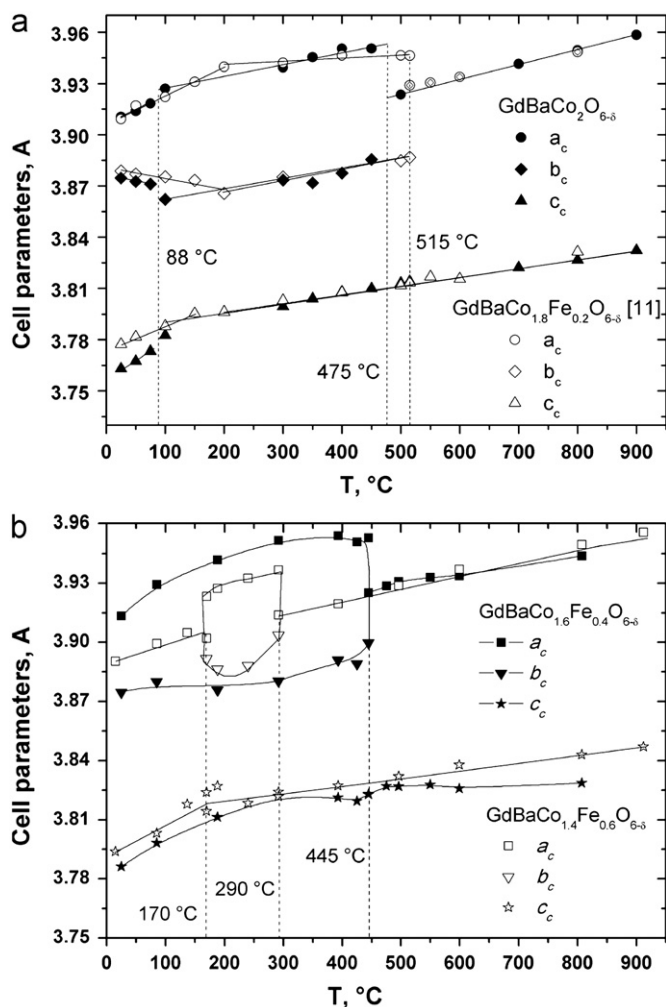 a
3.96
3.93
3.90
3.87
3.84
3.81
3.78
3.75
Cell parameters, A
GdBaCo2O6-δ
ac
bc
cc
88 °C
515 °C
475 °C
GdBaCo1.8Fe0.2O6-δ [11]
ac
bc
cc
0 100 200 300 400 500 600 700 800 900
T, °C
b
3.96
3.93
3.90
3.87
3.84
3.81
3.78
3.75
Cell parameters, A
GdBaCo1.6Fe0.4O6-δ
ac
bc
cc
GdBaCo1.4Fe0.6O6-δ
ac
bc
cc
445 °C
290 °C
170 °C
0 100 200 300 400 500 600 700 800 900
T, °C